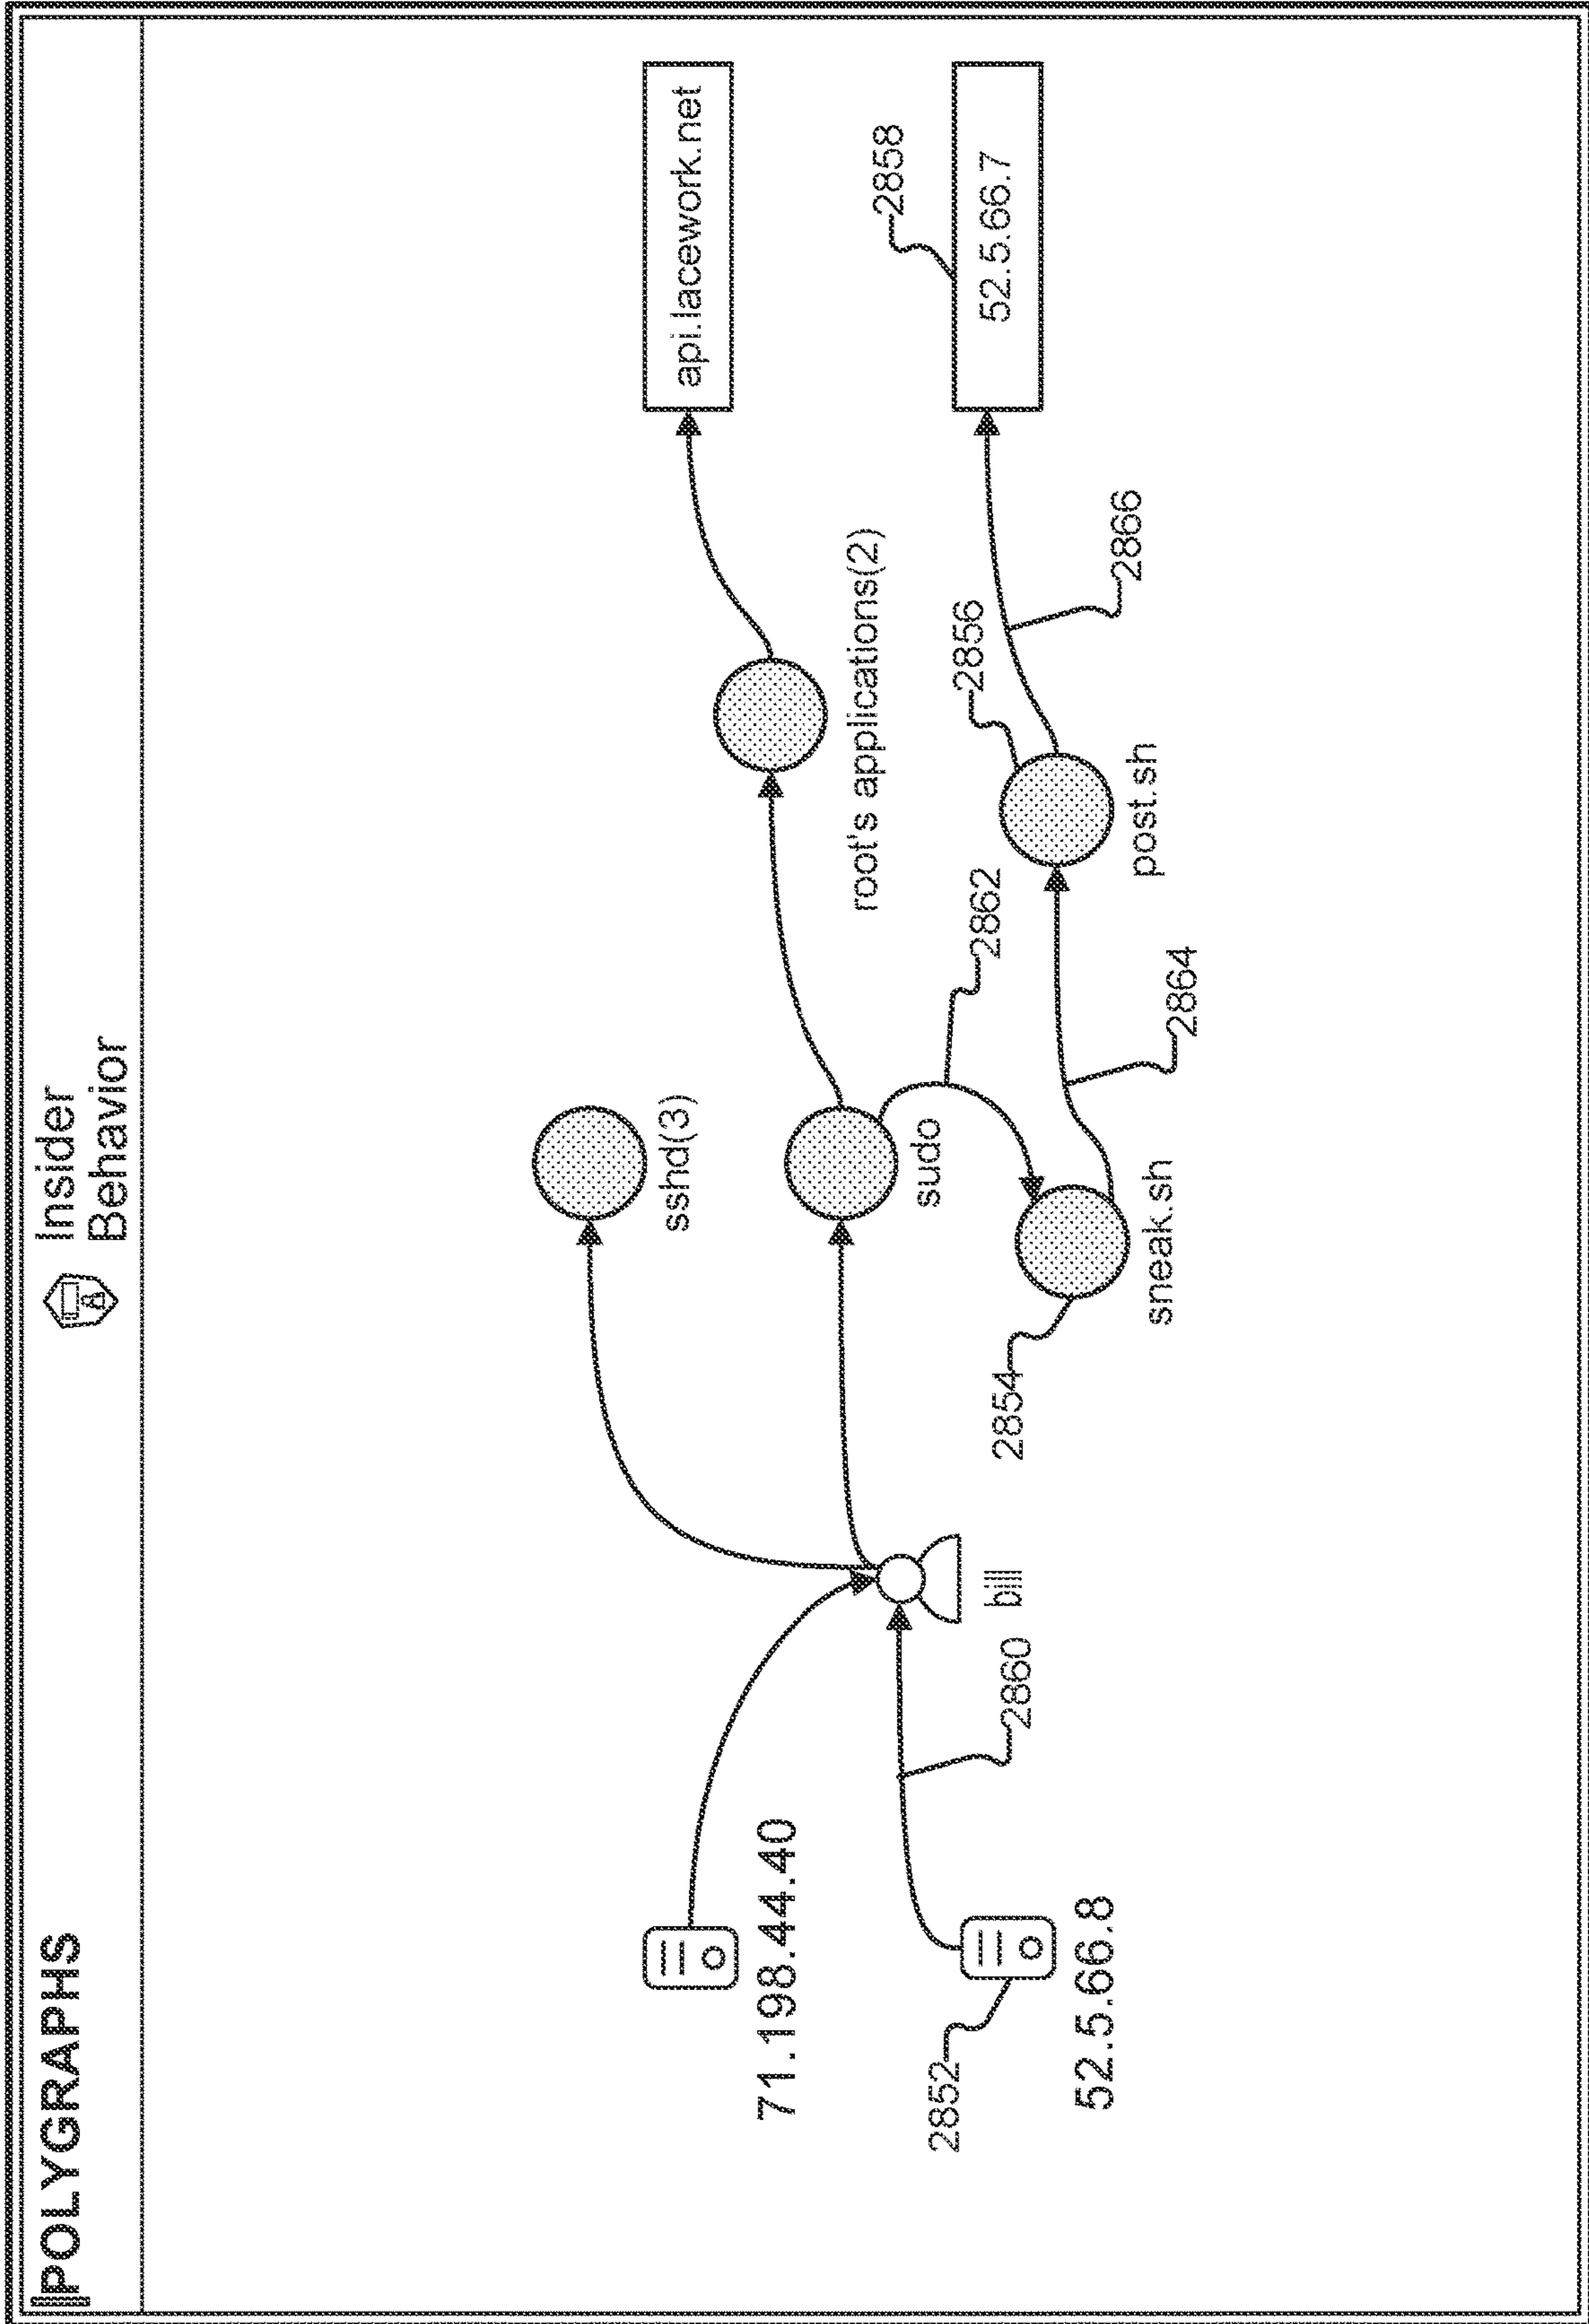 POLYGRAPHS
Insider
Behavior
71.198.44.40
2852
52.5.66.8
2860
bill
sshd(3)
sudo
2854
sneak.sh
2862
2864
root's applications(2)
2856
post.sh
2866
api.lacework.net
2858
52.5.66.7